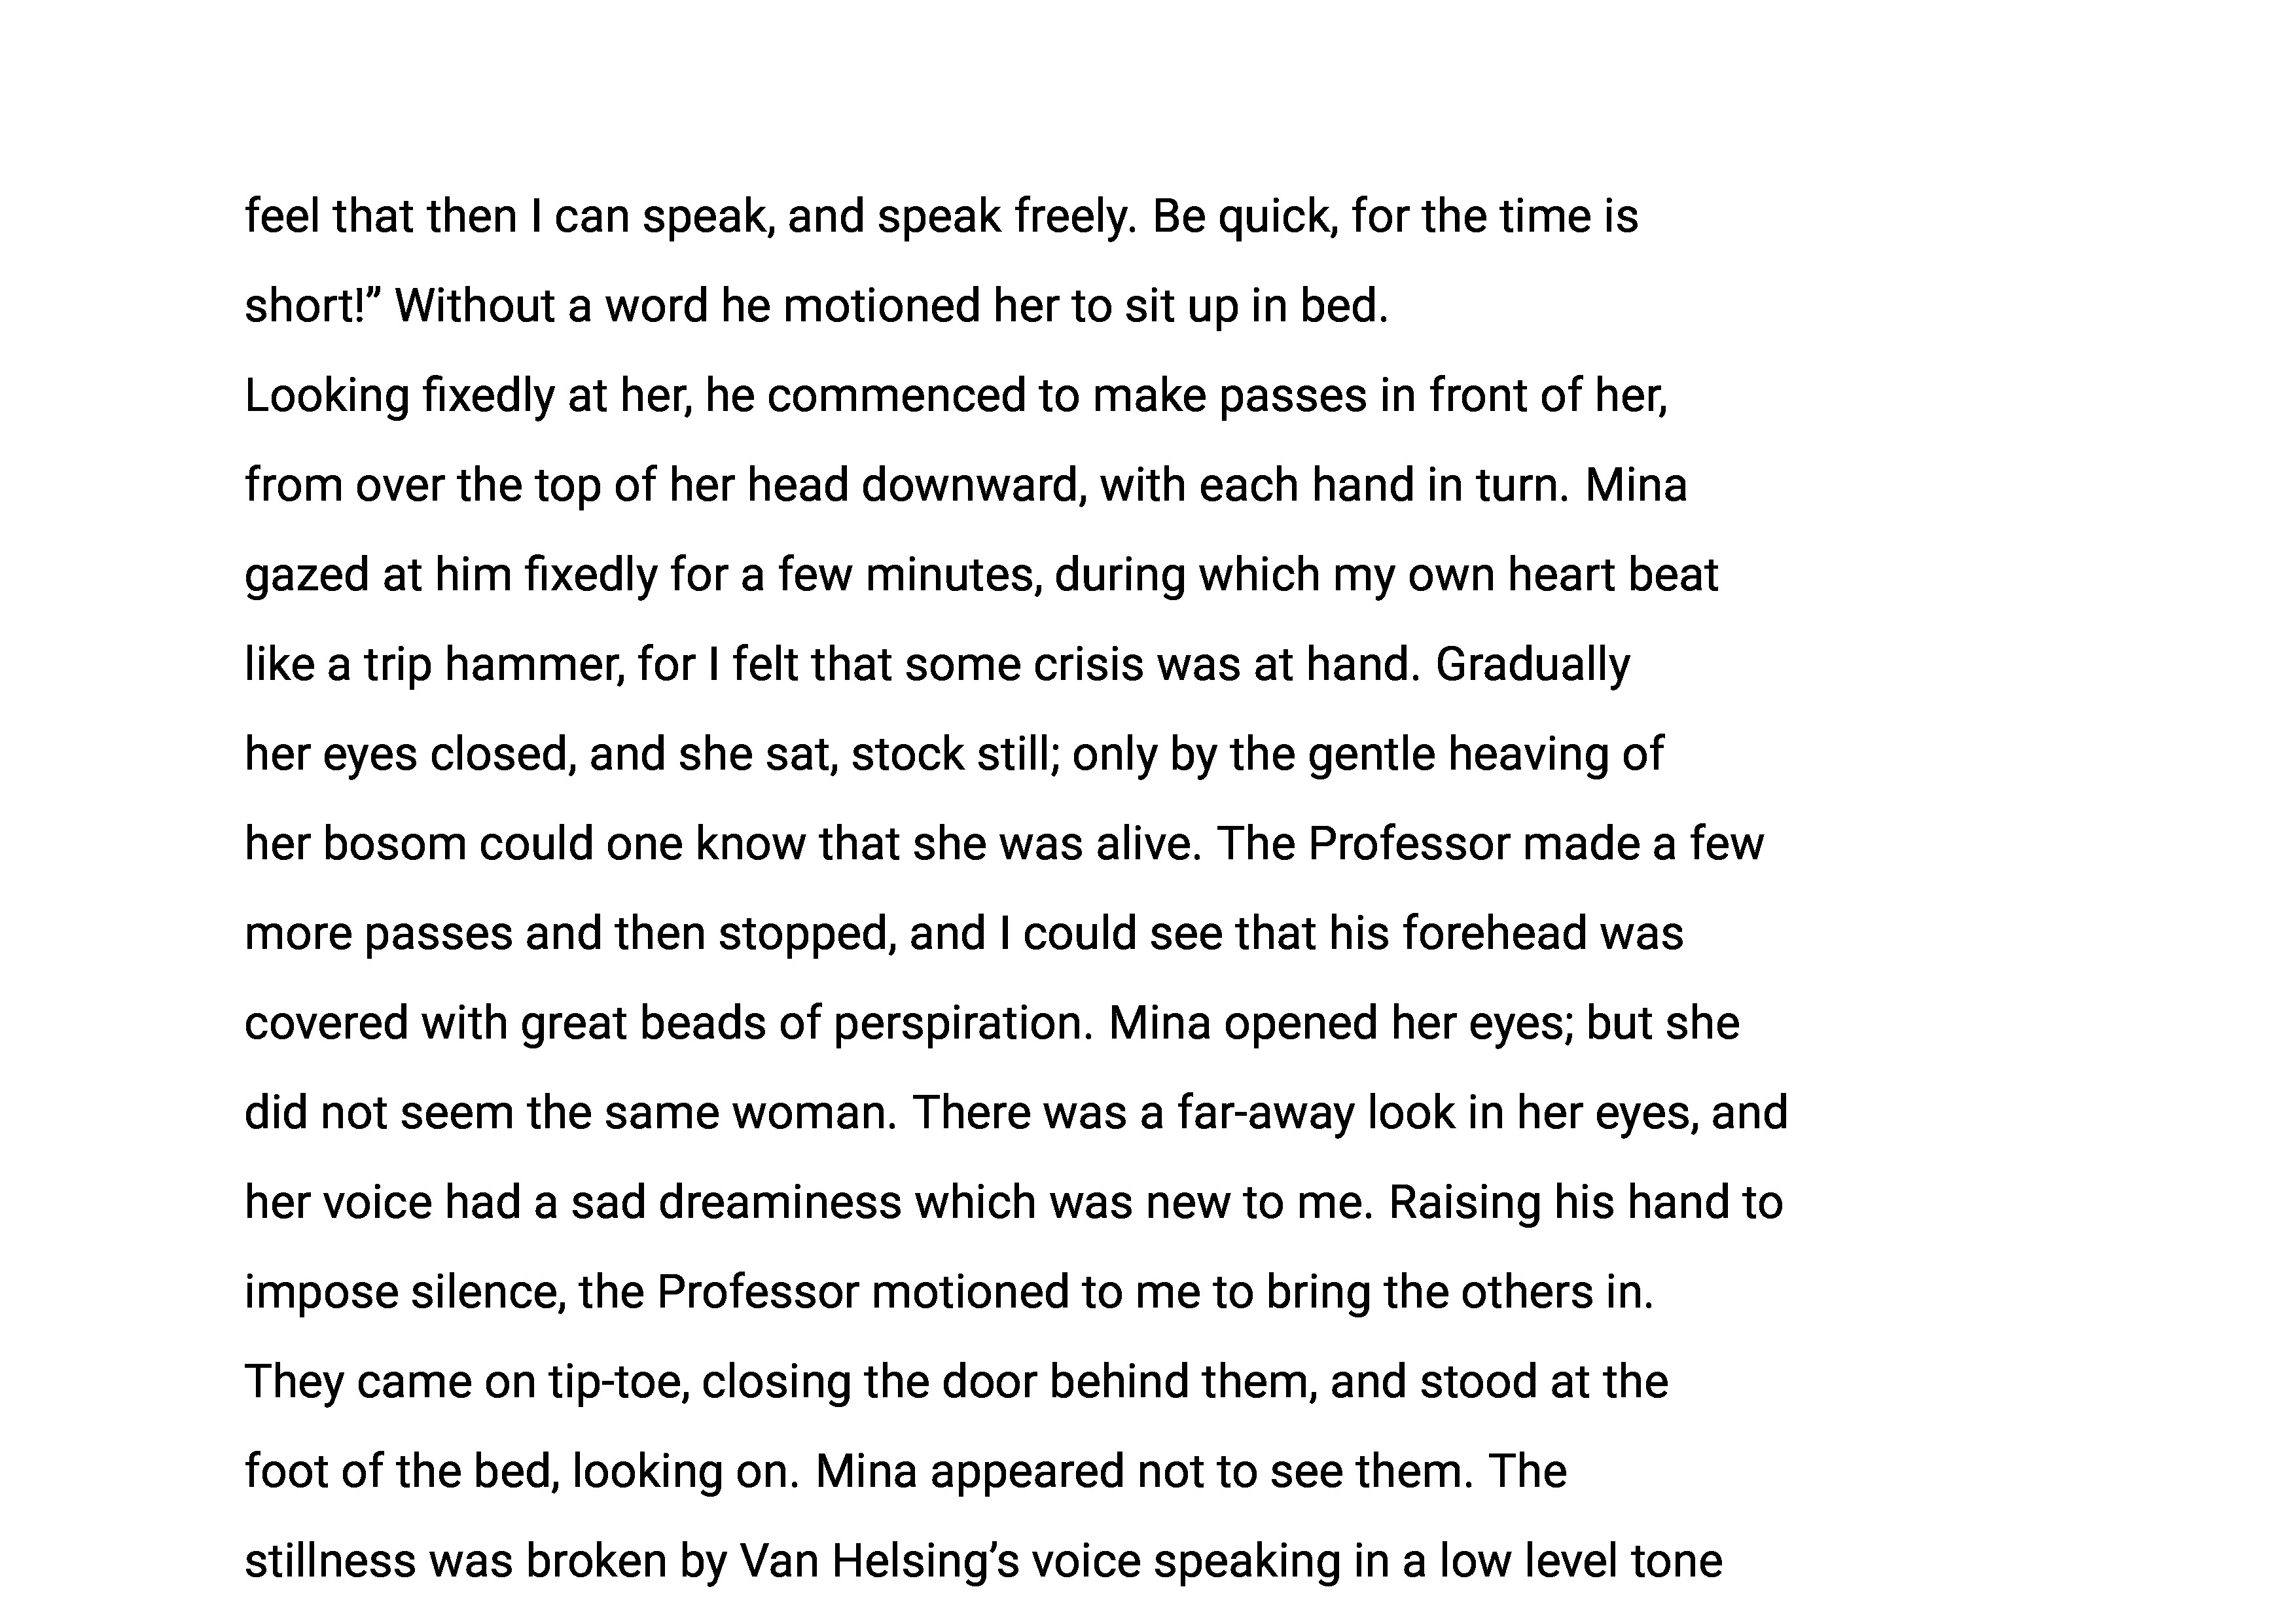 feel that then I can speak, and speak freely. Be quick, for the time is
short!” Without a word he motioned her to sit up in bed.
Looking fixedly at her, he commenced to make passes in front of her,
from over the top of her head downward, with each hand in turn. Mina
gazed at him fixedly for a few minutes, during which my own heart beat
like a trip hammer, for I felt that some crisis was at hand. Gradually
her eyes closed, and she sat, stock still; only by the gentle heaving of
her bosom could one know that she was alive. The Professor made a few
more passes and then stopped, and I could see that his forehead was
covered with great beads of perspiration. Mina opened her eyes; but she
did not seem the same woman. There was a far-away look in her eyes, and
her voice had a sad dreaminess which was new to me. Raising his hand to
impose silence, the Professor motioned to me to bring the others in.
They came on tip-toe, closing the door behind them, and stood at the
foot of the bed, looking on. Mina appeared not to see them. The
stillness was broken by Van Helsing’s voice speaking in a low level tone